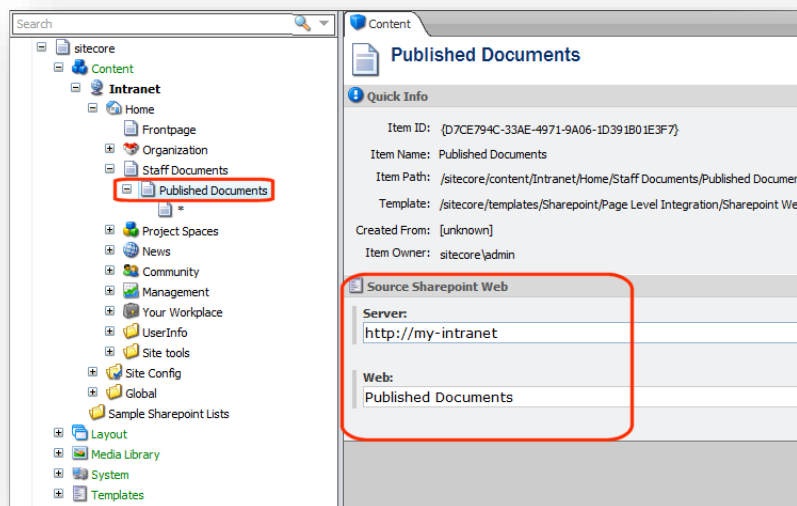 Search
sitecore
Content
Intranet
Home
Frontpage
Organization
Staff Documents
Published Documents
*
Project Spaces
News
Community
Management
Your Workplace
UserInfo
Site tools
Site Config
Global
Sample Sharepoint Lists
Layout
Media Library
System
Templates
Content
Published Documents
Quick Info
Item ID: {D7CE794C-33AE-4971-9A06-1D391B01E3F7}
Item Name: Published Documents
Item Path: /sitecore/content/Intranet/Home/Staff Documents/Published Documen
Template: /sitecore/templates/Sharepoint/Page Level Integration/Sharepoint We
Created From: [unknown]
Item Owner: sitecore\admin
Source Sharepoint Web
Server:
http://my-intranet
Web:
Published Documents